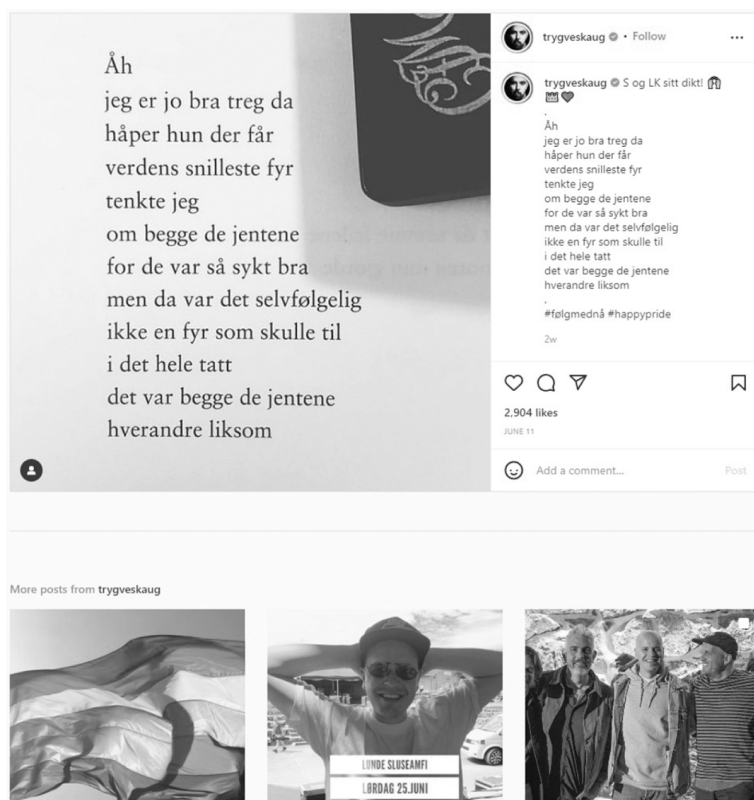 Åh
jeg er jo bra treg da
håper hun der får
verdens snilleste fyr
tenkte jeg
om begge de jentene
for de var så sykt bra
men da var det selvfølgelig
ikke en fyr som skulle til
i det hele tatt
det var begge de jentene
hverandre liksom
trygveskaug • Follow
trygveskaug S og LK sitt dikt!
.
Åh
jeg er jo bra treg da
håper hun der får
verdens snilleste fyr
tenkte jeg
om begge de jentene
for de var så sykt bra
men da var det selvfølgelig
ikke en fyr som skulle til
i det hele tatt
det var begge de jentene
hverandre liksom
.
#følgmednå #happypride
2w
2,904 likes
JUNE 11
Add a comment... Post
More posts from trygveskaug
LUNDE SLUSEAMFI
LØRDAG 25.JUNI